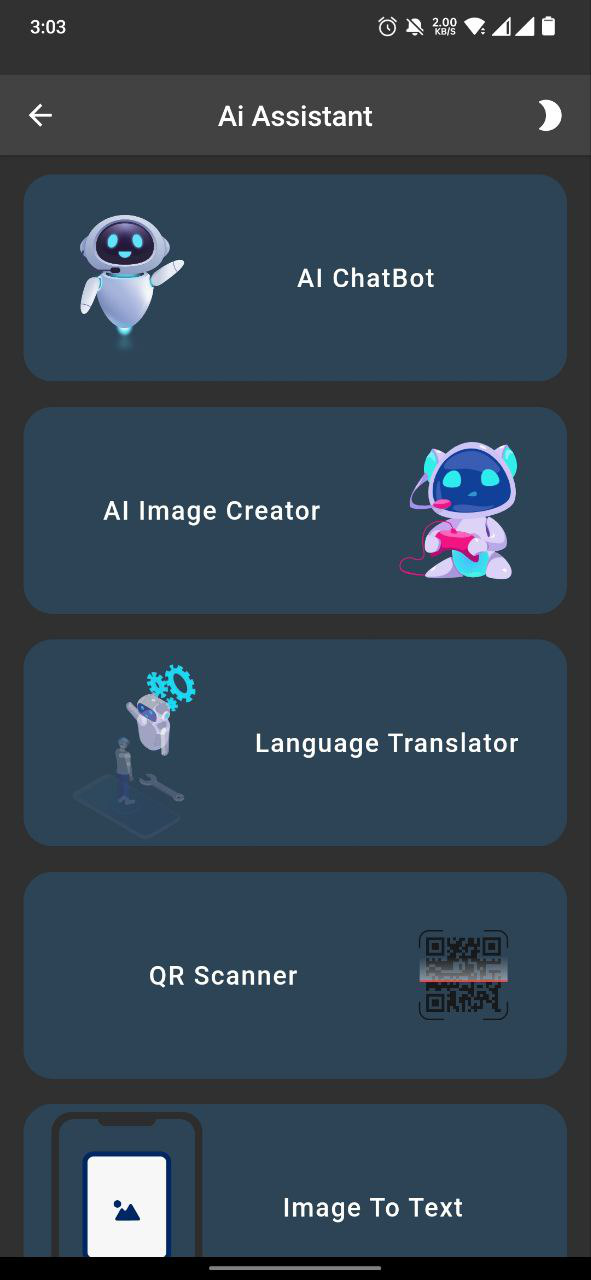 3:03
2.00
KB/S
Ai Assistant
AI ChatBot
AI Image Creator
Language Translator
QR Scanner
Image To Text